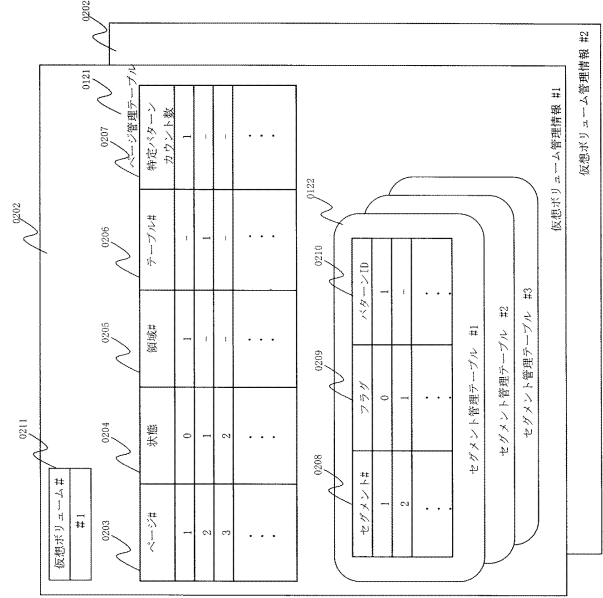 0202
0202
0211
仮想ボリューム#
#1
0121
ページ管理テーブル
0203
0204
0205
0206
0207
ページ# 状態 領域# テーブル# 特定パターンカウント数
1 0 1 - 1
2 1 - 1 -
3 2 - - -
... ... ... ... ...
0122
0208
0209
0210
セグメント# フラグ パターンID
1 0 1
2 1 -
... ... ...
セグメント管理テーブル #1
セグメント管理テーブル #2
セグメント管理テーブル #3
仮想ボリューム管理情報 #1
仮想ボリューム管理情報 #2